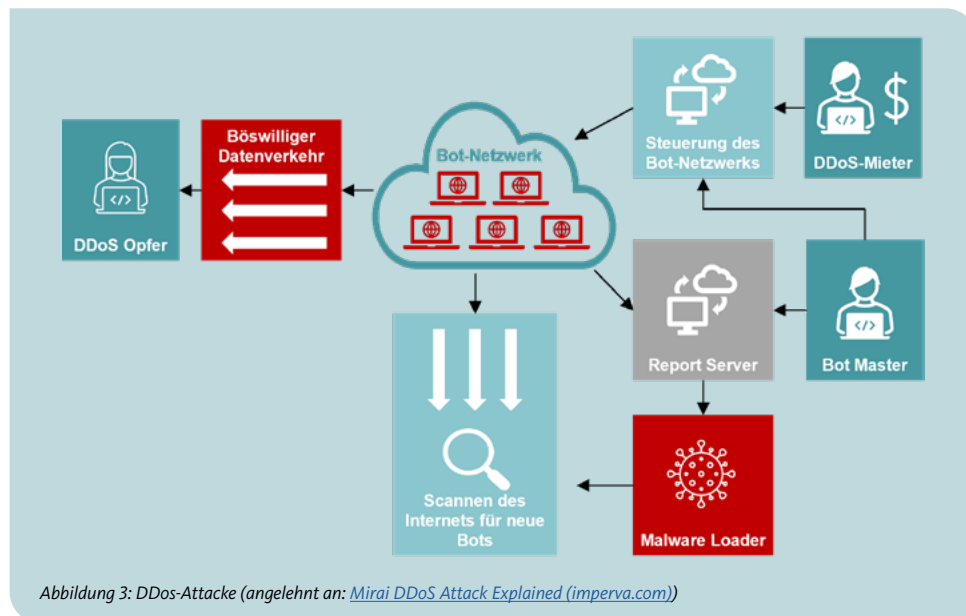 Böswilliger
Datenverkehr
DDoS Opfer
Bot-Netzwerk
Steuerung des
Bot-Netzwerks
$
DDoS-Mieter
</>
</>
</>
Report Server
Bot Master
Scannen des
Internets für neue
Bots
Malware Loader
Abbildung 3: DDos-Attacke (angelehnt an: Mirai DDoS Attack Explained (imperva.com))